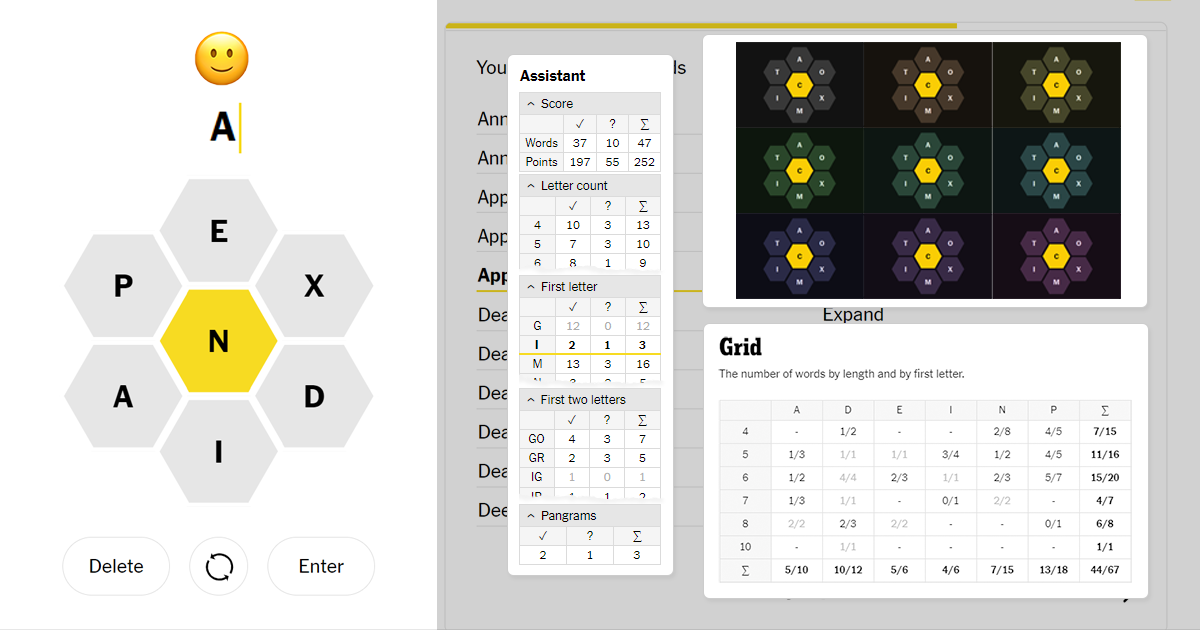 A
E
P
X
N
A
D
I
Delete
Enter
You
ls
Ann
Ann
App
App
App
Dea
Dea
Dea
Dea
Dea
Dee
Assistant
Score
✓ ? Σ
Words 37 10 47
Points 197 55 252
Letter count
✓ ? Σ
4 10 3 13
5 7 3 10
6 8 1 9
First letter
✓ ? Σ
G 12 0 12
I 2 1 3
M 13 3 16
First two letters
✓ ? Σ
GO 4 3 7
GR 2 3 5
IG 1 0 1
Pangrams
✓ ? Σ
2 1 3
A A A
T O T O T O
C C C
I X I X I X
M M M
A A A
T O T O T O
C C C
I X I X I X
M M M
A A A
T O T O T O
C C C
I X I X I X
M M M
Expand
Grid
The number of words by length and by first letter.
A D E I N P Σ
4 - 1/2 - - 2/8 4/5 7/15
5 1/3 1/1 1/1 3/4 1/2 4/5 11/16
6 1/2 4/4 2/3 1/1 2/3 5/7 15/20
7 1/3 1/1 - 0/1 2/2 - 4/7
8 2/2 2/3 2/2 - - 0/1 6/8
10 - 1/1 - - - - 1/1
Σ 5/10 10/12 5/6 4/6 7/15 13/18 44/67